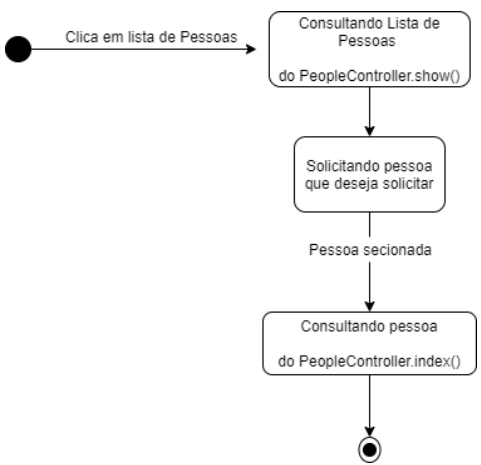 Clica em lista de Pessoas
Consultando Lista de
Pessoas
do PeopleController.show()
Solicitando pessoa
que deseja solicitar
Pessoa secionada
Consultando pessoa
do PeopleController.index()